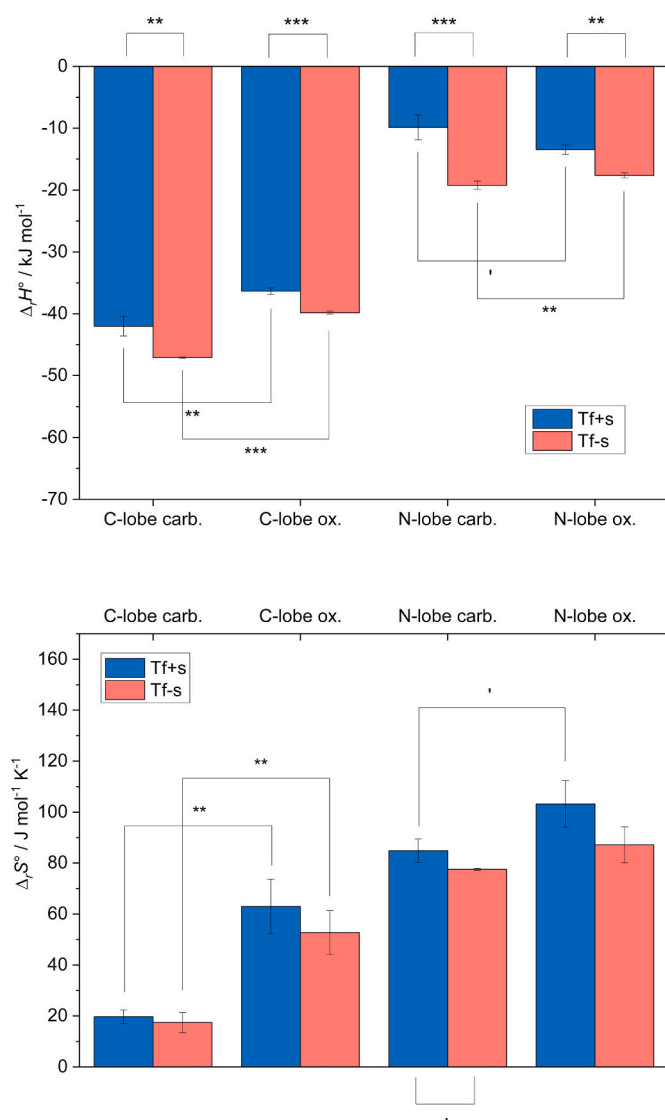 ** *** *** **
0
-10
-20
-30
-40
-50
-60
-70
ΔrH° / kJ mol-1
'
**
**
***
Tf+s
Tf-s
C-lobe carb. C-lobe ox. N-lobe carb. N-lobe ox.
C-lobe carb. C-lobe ox. N-lobe carb. N-lobe ox.
160
140
120
100
80
60
40
20
0
ΔrS° / J mol-1 K-1
Tf+s
Tf-s
'
**
**